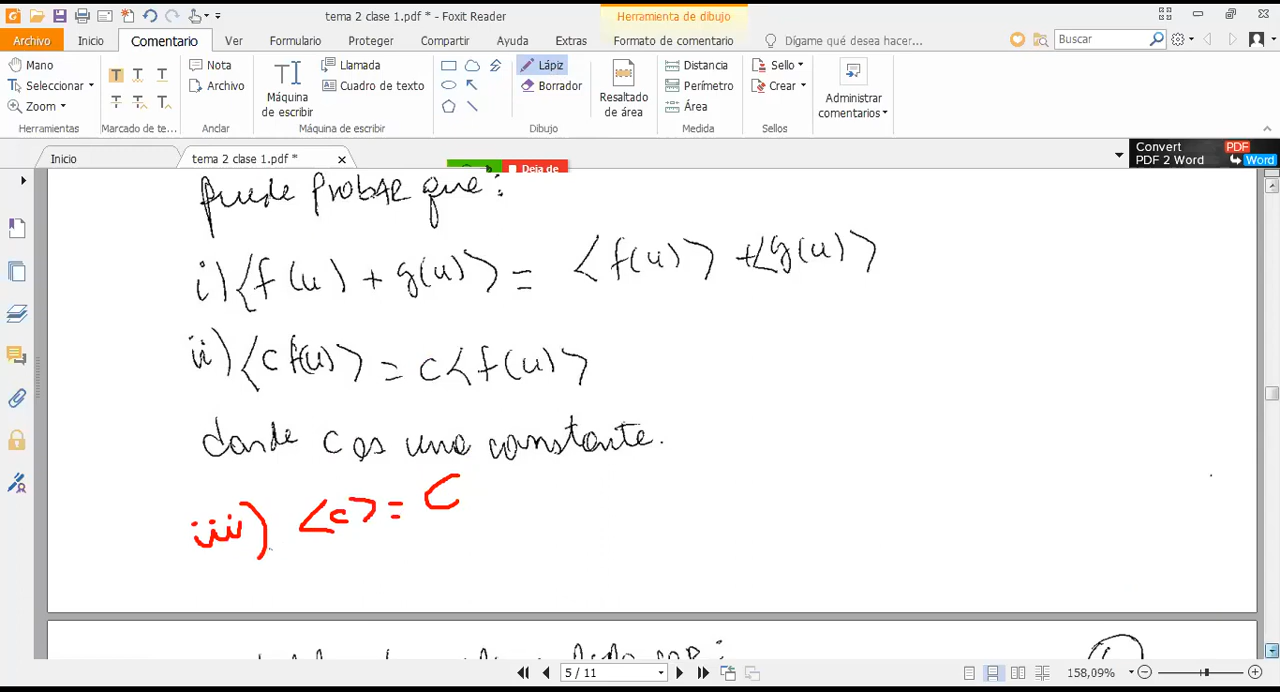 tema 2 clase 1.pdf * - Foxit Reader
Herramienta de dibujo
Archivo Inicio Comentario Ver Formulario Proteger Compartir Ayuda Extras Formato de comentario Dígame qué desea hacer... Buscar
Mano
Seleccionar
Zoom
Herramientas
T T T
T T T
Marcado de te...
Nota
Archivo
Anclar
Máquina de escribir
Llamada
Cuadro de texto
Máquina de escribir
Lápiz
Borrador
Dibujo
Resaltado de área
Distancia
Perímetro
Área
Medida
Sello
Crear
Sellos
Administrar comentarios
Inicio
tema 2 clase 1.pdf *
Deja de
Convert PDF
PDF 2 Word Word
puede probar que:
i) ⟨f(u) + g(u)⟩ = ⟨f(u)⟩ + ⟨g(u)⟩
ii) ⟨c f(u)⟩ = c⟨f(u)⟩
donde c es una constante.
iii) <c> = C
5 / 11
158,09%